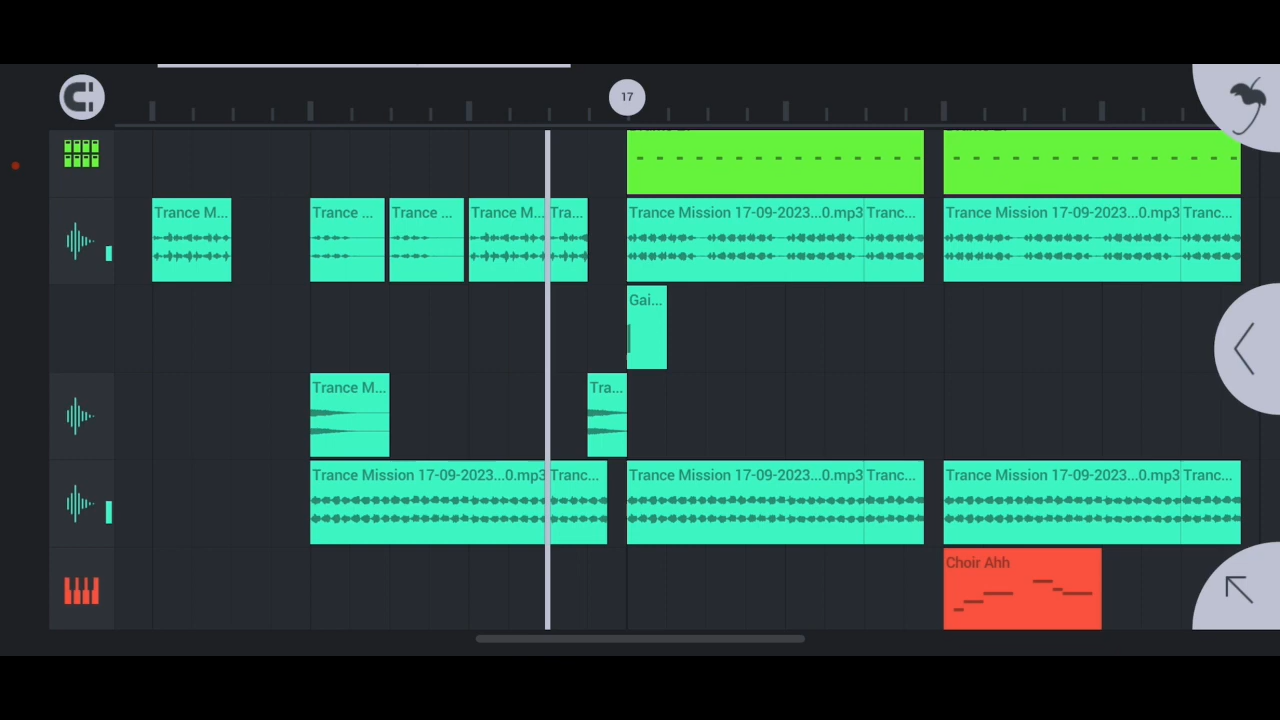 17
Trance M... Trance ... Trance ... Trance M... Tra... Trance Mission 17-09-2023...0.mp3 Tranc... Trance Mission 17-09-2023...0.mp3 Tranc...
Gai...
Trance M... Tra...
Trance Mission 17-09-2023...0.mp3 Tranc... Trance Mission 17-09-2023...0.mp3 Tranc... Trance Mission 17-09-2023...0.mp3 Tranc...
Choir Ahh